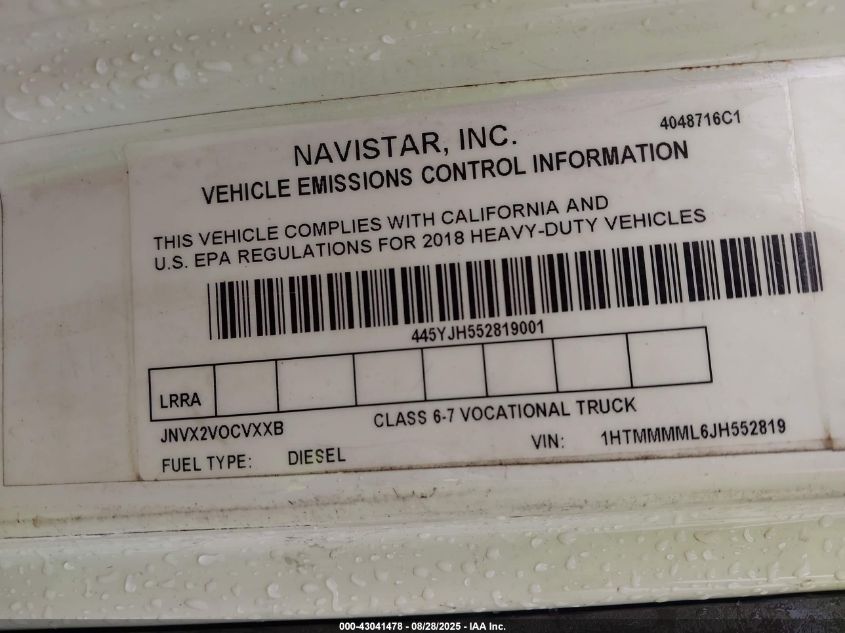 NAVISTAR, INC.
4048716C1
VEHICLE EMISSIONS CONTROL INFORMATION
THIS VEHICLE COMPLIES WITH CALIFORNIA AND
U.S. EPA REGULATIONS FOR 2018 HEAVY-DUTY VEHICLES
445YJH552819001
LRRA
JNVX2VOCVXXB
CLASS 6-7 VOCATIONAL TRUCK
FUEL TYPE: DIESEL
VIN: 1HTMMMML6JH552819
000-43041478 - 08/28/2025 - IAA Inc.